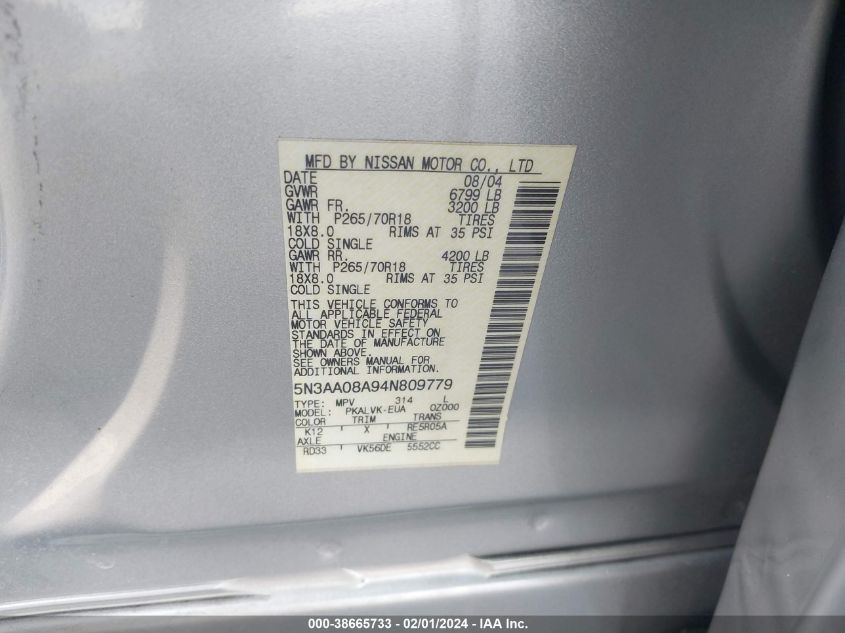 MFD BY NISSAN MOTOR CO., LTD
DATE 08/04
GVWR 6799 LB
GAWR FR. 3200 LB
WITH P265/70R18 TIRES
18X8.0 RIMS AT 35 PSI
COLD SINGLE
GAWR RR. 4200 LB
WITH P265/70R18 TIRES
18X8.0 RIMS AT 35 PSI
COLD SINGLE
THIS VEHICLE CONFORMS TO
ALL APPLICABLE FEDERAL
MOTOR VEHICLE SAFETY
STANDARDS IN EFFECT ON
THE DATE OF MANUFACTURE
SHOWN ABOVE.
SEE OWNERS MANUAL FOR
ADDITIONAL INFORMATION.
5N3AA08A94N809779
TYPE: MPV 314 L
MODEL: PKALVK-EUA 0Z000
COLOR TRIM TRANS
K12 X RE5R05A
AXLE ENGINE
RD33 VK56DE 5552CC
000-38665733 - 02/01/2024 - IAA Inc.